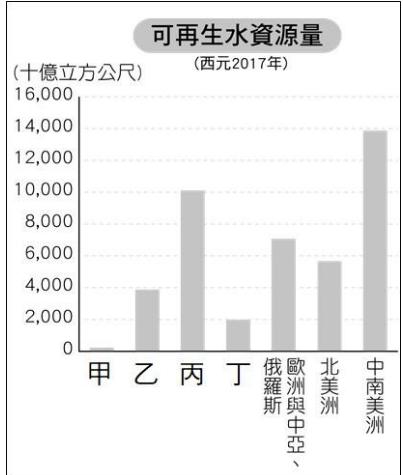 可再生水資源量
(西元2017年)
(十億立方公尺)
16,000
14,000
12,000
10,000
8,000
6,000
4,000
2,000
0
甲
乙
丙
丁
歐洲與中亞、
俄羅斯
北美洲
中南美洲